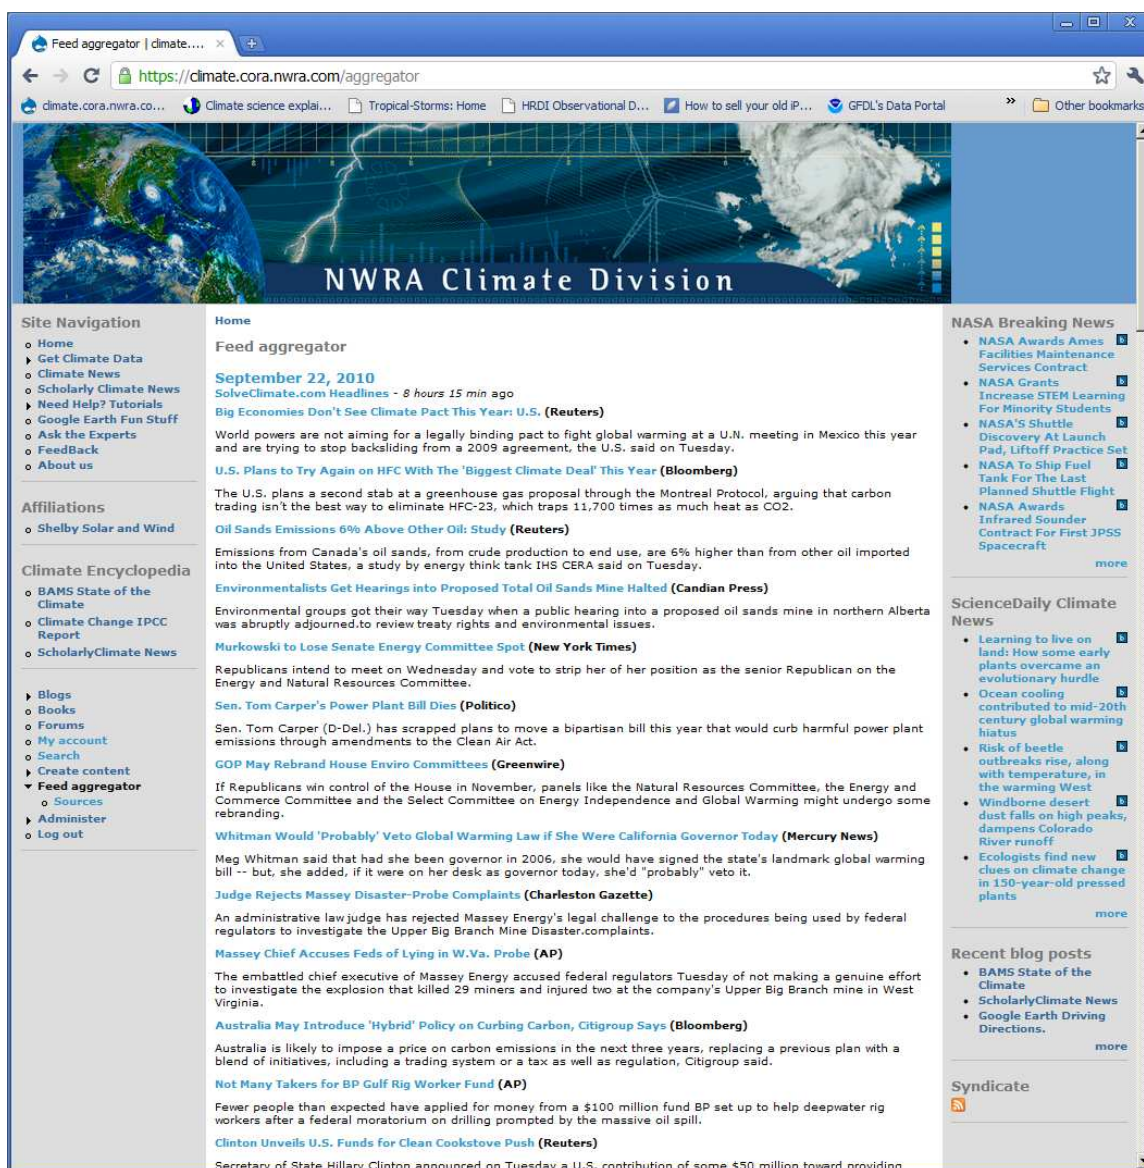 Feed aggregator | climate....
https://climate.cora.nwra.com/aggregator
climate.cora.nwra.co...
Climate science explai...
Tropical-Storms: Home
HRDI Observational D...
How to sell your old iP...
GFDL's Data Portal
»
Other bookmarks
NWRA Climate Division
Site Navigation
Home
Get Climate Data
Climate News
Scholarly Climate News
Need Help? Tutorials
Google Earth Fun Stuff
Ask the Experts
FeedBack
About us
Affiliations
Shelby Solar and Wind
Climate Encyclopedia
BAMS State of the
Climate
Climate Change IPCC
Report
ScholarlyClimate News
Blogs
Books
Forums
My account
Search
Create content
Feed aggregator
Sources
Administer
Log out
Home
Feed aggregator
September 22, 2010
SolveClimate.com Headlines - 8 hours 15 min ago
Big Economies Don't See Climate Pact This Year: U.S. (Reuters)
World powers are not aiming for a legally binding pact to fight global warming at a U.N. meeting in Mexico this year
and are trying to stop backsliding from a 2009 agreement, the U.S. said on Tuesday.
U.S. Plans to Try Again on HFC With The 'Biggest Climate Deal' This Year (Bloomberg)
The U.S. plans a second stab at a greenhouse gas proposal through the Montreal Protocol, arguing that carbon
trading isn't the best way to eliminate HFC-23, which traps 11,700 times as much heat as CO2.
Oil Sands Emissions 6% Above Other Oil: Study (Reuters)
Emissions from Canada's oil sands, from crude production to end use, are 6% higher than from other oil imported
into the United States, a study by energy think tank IHS CERA said on Tuesday.
Environmentalists Get Hearings into Proposed Total Oil Sands Mine Halted (Candian Press)
Environmental groups got their way Tuesday when a public hearing into a proposed oil sands mine in northern Alberta
was abruptly adjourned.to review treaty rights and environmental issues.
Murkowski to Lose Senate Energy Committee Spot (New York Times)
Republicans intend to meet on Wednesday and vote to strip her of her position as the senior Republican on the
Energy and Natural Resources Committee.
Sen. Tom Carper's Power Plant Bill Dies (Politico)
Sen. Tom Carper (D-Del.) has scrapped plans to move a bipartisan bill this year that would curb harmful power plant
emissions through amendments to the Clean Air Act.
GOP May Rebrand House Enviro Committees (Greenwire)
If Republicans win control of the House in November, panels like the Natural Resources Committee, the Energy and
Commerce Committee and the Select Committee on Energy Independence and Global Warming might undergo some
rebranding.
Whitman Would 'Probably' Veto Global Warming Law if She Were California Governor Today (Mercury News)
Meg Whitman said that had she been governor in 2006, she would have signed the state's landmark global warming
bill -- but, she added, if it were on her desk as governor today, she'd "probably" veto it.
Judge Rejects Massey Disaster-Probe Complaints (Charleston Gazette)
An administrative law judge has rejected Massey Energy's legal challenge to the procedures being used by federal
regulators to investigate the Upper Big Branch Mine Disaster.complaints.
Massey Chief Accuses Feds of Lying in W.Va. Probe (AP)
The embattled chief executive of Massey Energy accused federal regulators Tuesday of not making a genuine effort
to investigate the explosion that killed 29 miners and injured two at the company's Upper Big Branch mine in West
Virginia.
Australia May Introduce 'Hybrid' Policy on Curbing Carbon, Citigroup Says (Bloomberg)
Australia is likely to impose a price on carbon emissions in the next three years, replacing a previous plan with a
blend of initiatives, including a trading system or a tax as well as regulation, Citigroup said.
Not Many Takers for BP Gulf Rig Worker Fund (AP)
Fewer people than expected have applied for money from a $100 million fund BP set up to help deepwater rig
workers after a federal moratorium on drilling prompted by the massive oil spill.
Clinton Unveils U.S. Funds for Clean Cookstove Push (Reuters)
Secretary of State Hillary Clinton announced on Tuesday a U.S. contribution of some $50 million toward providing
NASA Breaking News
NASA Awards Ames
Facilities Maintenance
Services Contract
NASA Grants
Increase STEM Learning
For Minority Students
NASA'S Shuttle
Discovery At Launch
Pad, Liftoff Practice Set
NASA To Ship Fuel
Tank For The Last
Planned Shuttle Flight
NASA Awards
Infrared Sounder
Contract For First JPSS
Spacecraft
more
ScienceDaily Climate
News
Learning to live on
land: How some early
plants overcame an
evolutionary hurdle
Ocean cooling
contributed to mid-20th
century global warming
hiatus
Risk of beetle
outbreaks rise, along
with temperature, in
the warming West
Windborne desert
dust falls on high peaks,
dampens Colorado
River runoff
Ecologists find new
clues on climate change
in 150-year-old pressed
plants
more
Recent blog posts
BAMS State of the
Climate
ScholarlyClimate News
Google Earth Driving
Directions.
more
Syndicate